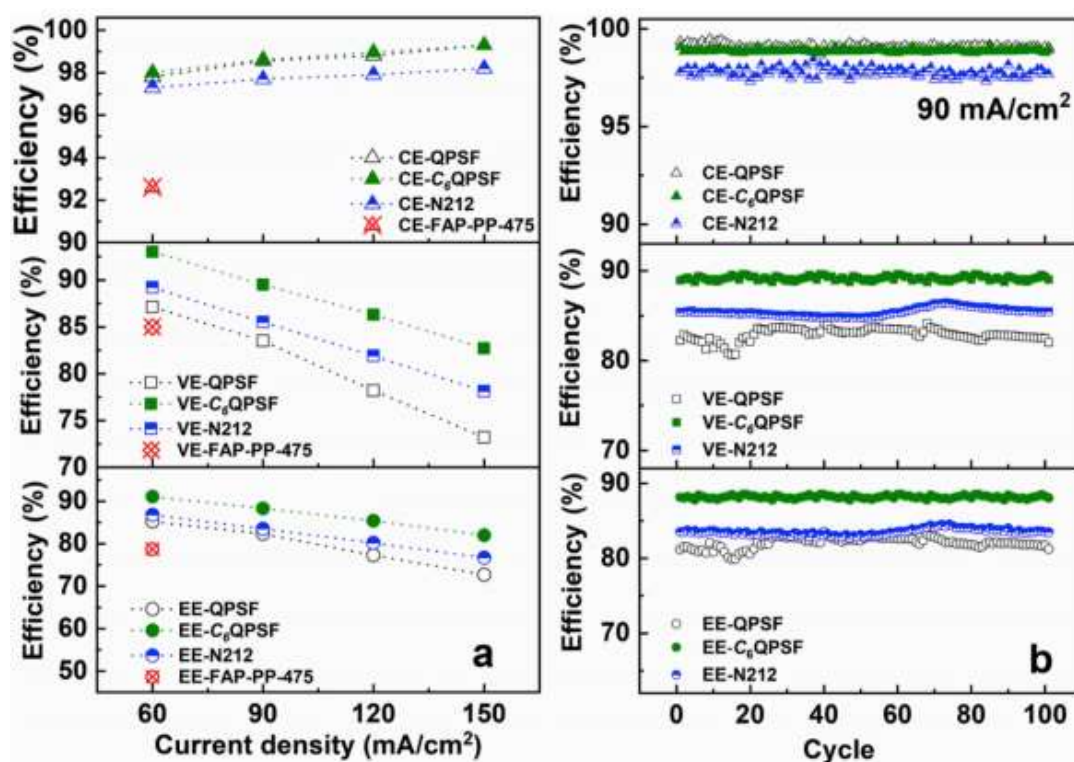 Efficiency (%)
100
98
96
94
92
90
CE-QPSF
CE-C₆QPSF
CE-N212
CE-FAP-PP-475
Efficiency (%)
90
85
80
75
70
VE-QPSF
VE-C₆QPSF
VE-N212
VE-FAP-PP-475
Efficiency (%)
90
80
70
60
50
EE-QPSF
EE-C₆QPSF
EE-N212
EE-FAP-PP-475
a
60 90 120 150
Current density (mA/cm²)
Efficiency (%)
100
95
90
90 mA/cm²
CE-QPSF
CE-C₆QPSF
CE-N212
Efficiency (%)
90
80
70
VE-QPSF
VE-C₆QPSF
VE-N212
Efficiency (%)
90
80
70
EE-QPSF
EE-C₆QPSF
EE-N212
b
0 20 40 60 80 100
Cycle